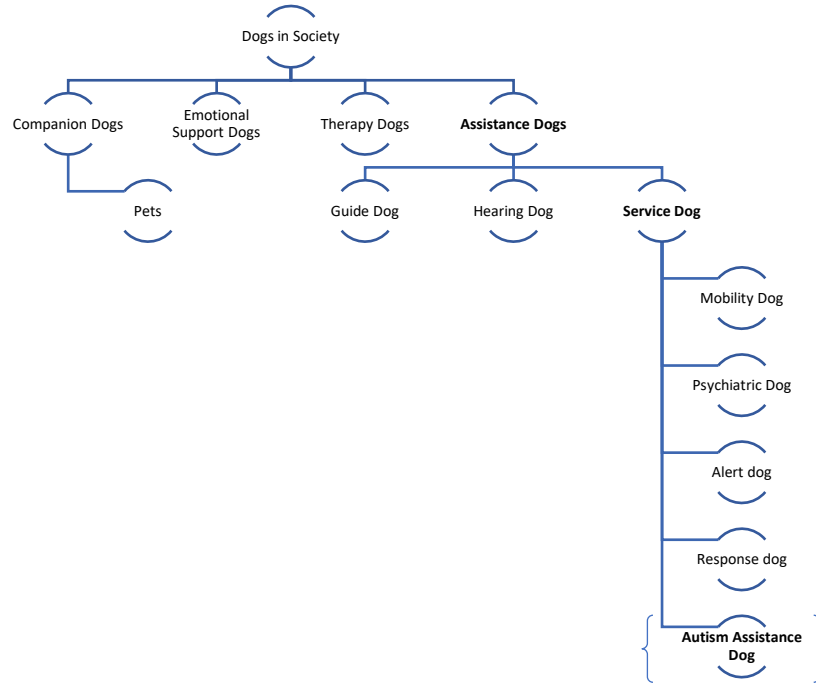 Dogs in Society
Companion Dogs
Emotional
Support Dogs
Therapy Dogs
Assistance Dogs
Pets
Guide Dog
Hearing Dog
Service Dog
Mobility Dog
Psychiatric Dog
Alert dog
Response dog
Autism Assistance
Dog